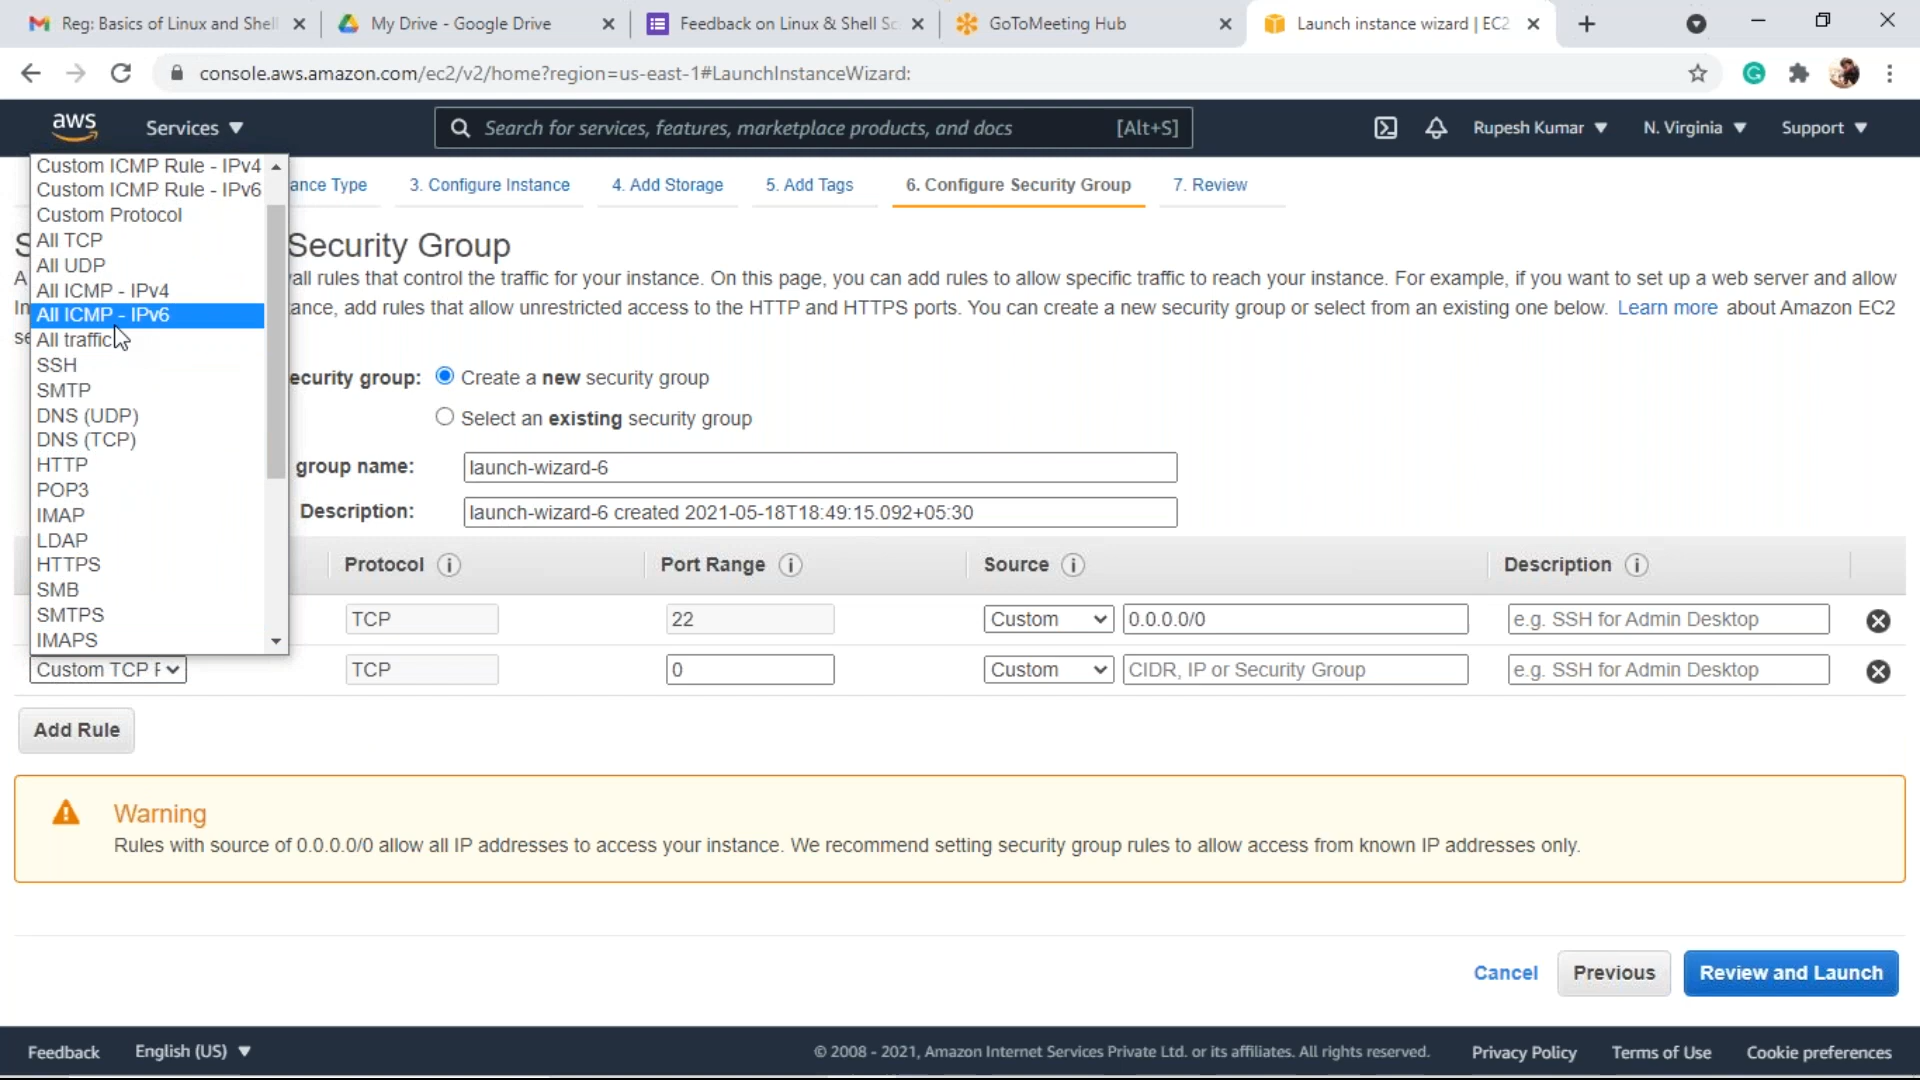 Reg: Basics of Linux and Shell
My Drive - Google Drive
Feedback on Linux & Shell Sc
GoToMeeting Hub
Launch instance wizard | EC2
console.aws.amazon.com/ec2/v2/home?region=us-east-1#LaunchInstanceWizard:
aws
Services
Search for services, features, marketplace products, and docs
[Alt+S]
Rupesh Kumar
N. Virginia
Support
ance Type
3. Configure Instance
4. Add Storage
5. Add Tags
6. Configure Security Group
7. Review
Custom ICMP Rule - IPv4
Custom ICMP Rule - IPv6
Custom Protocol
All TCP
All UDP
All ICMP - IPv4
All ICMP - IPv6
All traffic
SSH
SMTP
DNS (UDP)
DNS (TCP)
HTTP
POP3
IMAP
LDAP
HTTPS
SMB
SMTPS
IMAPS
S
Security Group
A
all rules that control the traffic for your instance. On this page, you can add rules to allow specific traffic to reach your instance. For example, if you want to set up a web server and allow
In
ance, add rules that allow unrestricted access to the HTTP and HTTPS ports. You can create a new security group or select from an existing one below. Learn more about Amazon EC2
se
ecurity group:
Create a new security group
Select an existing security group
group name:
launch-wizard-6
Description:
launch-wizard-6 created 2021-05-18T18:49:15.092+05:30
Protocol
Port Range
Source
Description
TCP
22
Custom
0.0.0.0/0
e.g. SSH for Admin Desktop
Custom TCP F
TCP
0
Custom
CIDR, IP or Security Group
e.g. SSH for Admin Desktop
Add Rule
Warning
Rules with source of 0.0.0.0/0 allow all IP addresses to access your instance. We recommend setting security group rules to allow access from known IP addresses only.
Cancel
Previous
Review and Launch
Feedback
English (US)
© 2008 - 2021, Amazon Internet Services Private Ltd. or its affiliates. All rights reserved.
Privacy Policy
Terms of Use
Cookie preferences